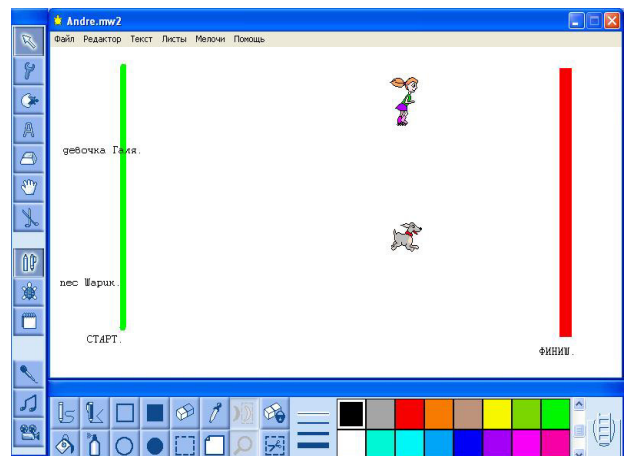 Andre.mw2
Файл Редактор Текст Листы Мелочи Помощь
девочка Галя.
пес Шарик.
СТАРТ.
ФИНИШ.